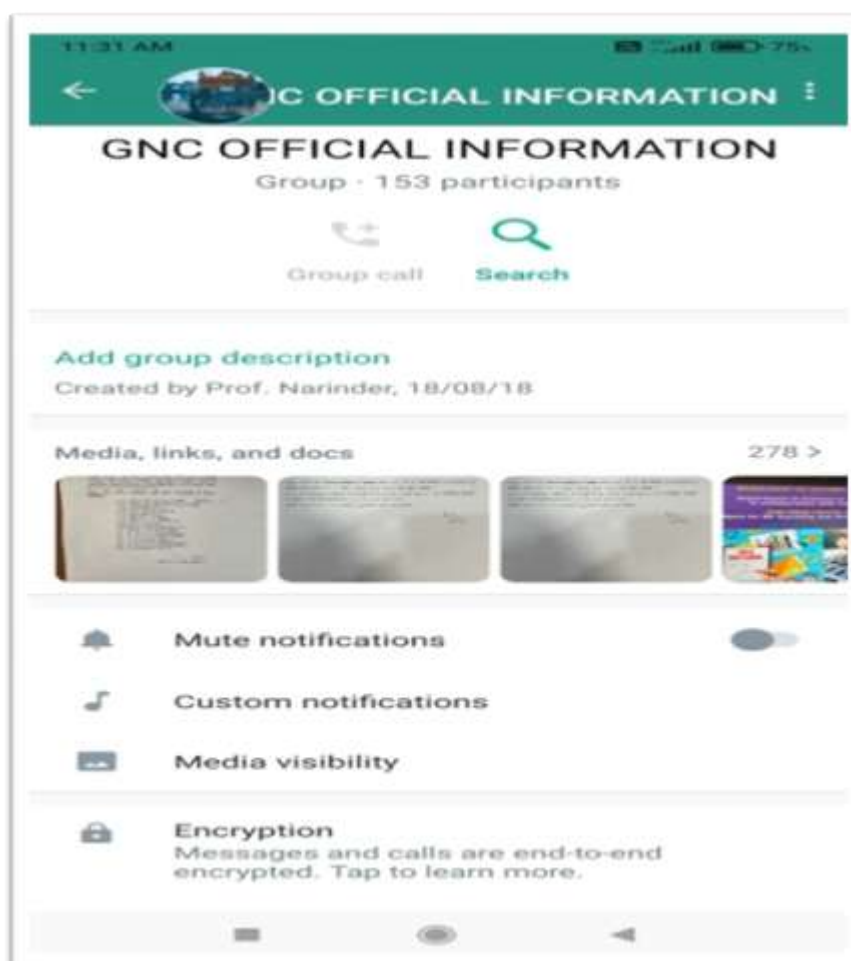 11:31 AM 75%
C OFFICIAL INFORMATION
GNC OFFICIAL INFORMATION
Group · 153 participants
Group call Search
Add group description
Created by Prof. Narinder, 18/08/18
Media, links, and docs 278 >
Mute notifications
Custom notifications
Media visibility
Encryption
Messages and calls are end-to-end
encrypted. Tap to learn more.